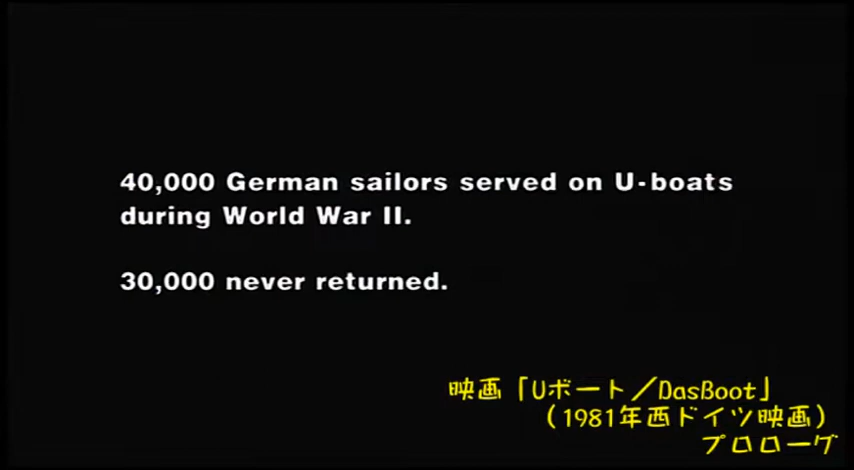 40,000 German sailors served on U-boats
during World War II.
30,000 never returned.
映画「Uボート／DasBoot」
（1981年西ドイツ映画）
プロローグ